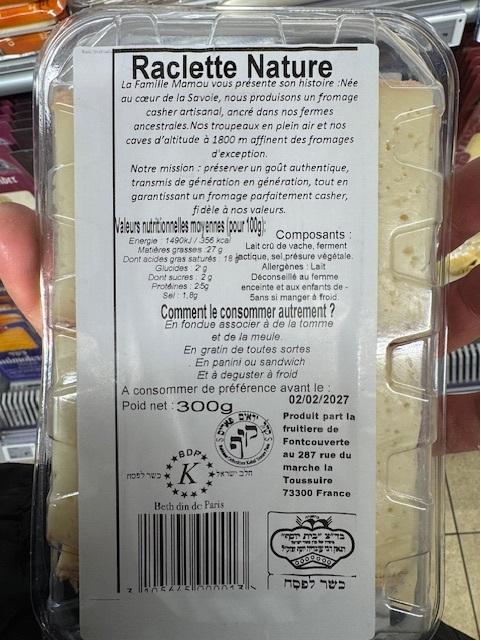 Raclette Nature
La Famille Mamou vous présente son histoire :Née
au cœur de la Savoie, nous produisons un fromage
casher artisanal, ancré dans nos fermes
ancestrales.Nos troupeaux en plein air et nos
caves d'altitude à 1800 m affinent des fromages
d'exception.
Notre mission : préserver un goût authentique,
transmis de génération en génération, tout en
garantissant un fromage parfaitement casher,
fidèle à nos valeurs.
Valeurs nutritionnelles moyennes (pour 100g):
Energie : 1490kJ / 356 kcal
Matières grasses :27 g
Dont acides gras saturés : 18 g
Glucides : 2 g
Dont sucres : 2 g
Protéines : 25g
Sel : 1,8g
Composants :
Lait cru de vache, ferment
lactique, sel,présure végétale.
Allergènes : Lait
Déconseillé au femme
enceinte et aux enfants de -
5ans si manger à froid.
Comment le consommer autrement ?
En fondue associer à de la tomme
et de la meule.
En gratin de toutes sortes
. En panini ou sandwich
Et à deguster à froid
A consommer de préférence avant le :
02/02/2027
Poid net : 300g
Produit part la
fruitiere de
Fontcouverte
au 287 rue du
marche la
Toussuire
73300 France
BDP
K
כשר לפסח
חלב ישראל
Beth din de Paris
3 105645 000013
בד"צ "בית יוסף"
כשר לפסח